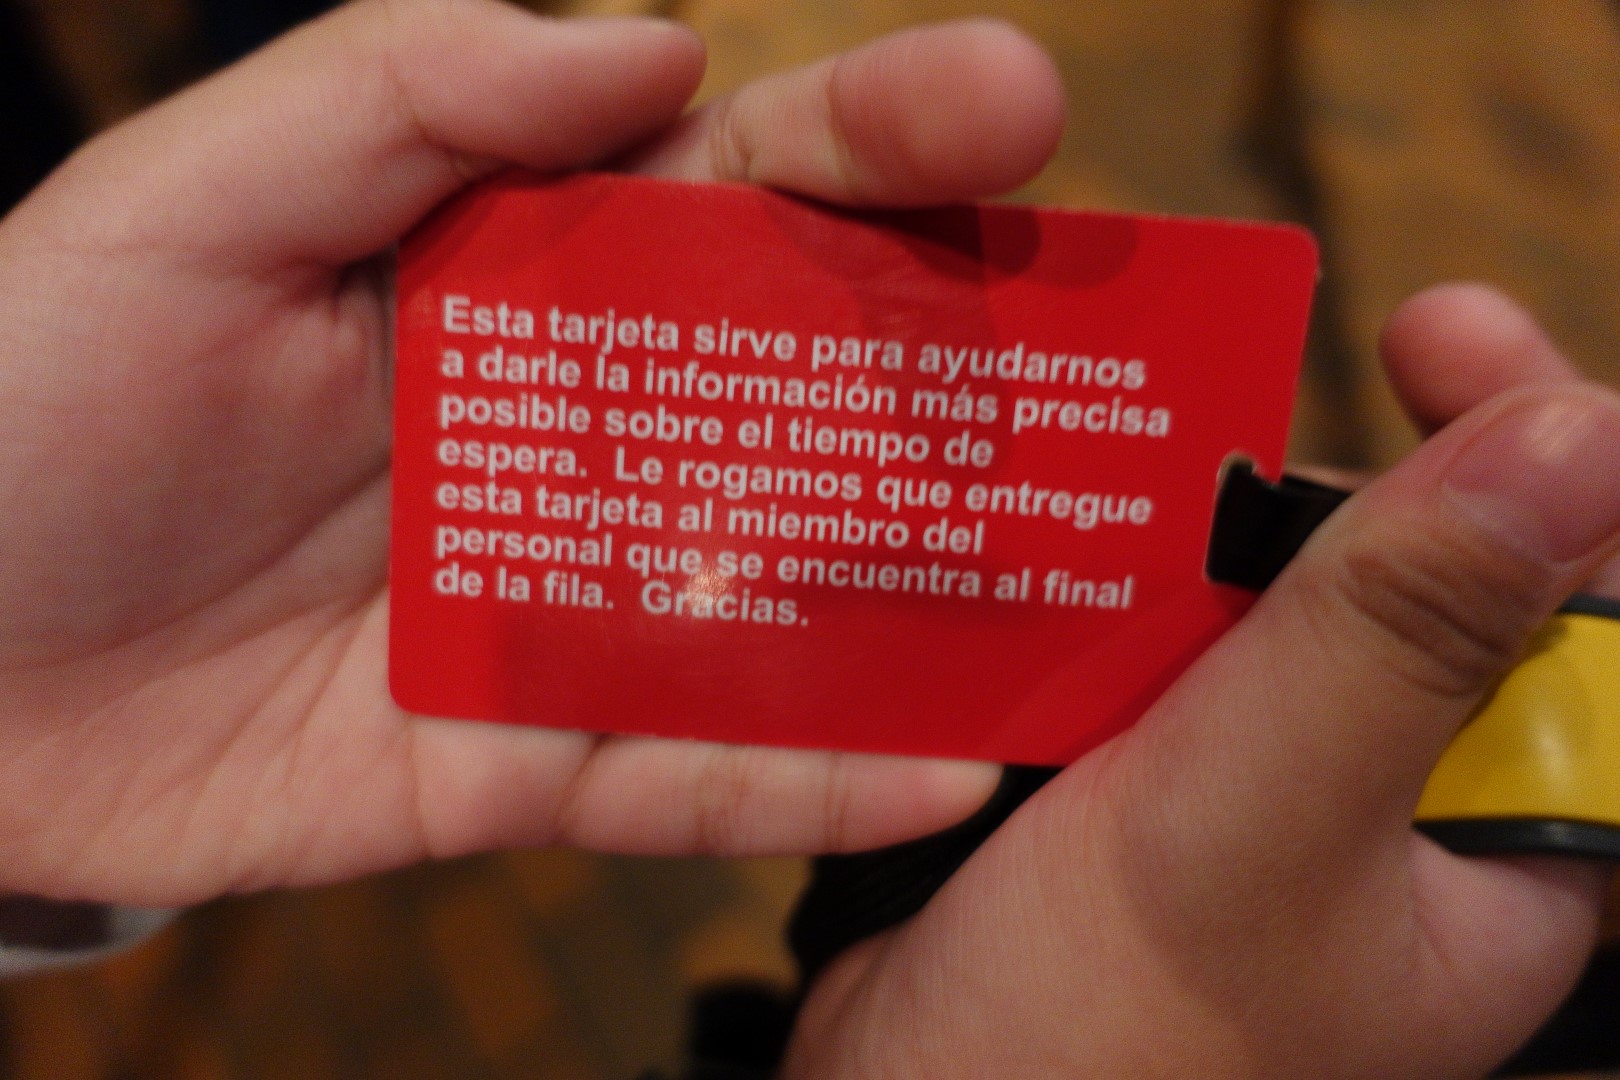 Esta tarjeta sirve para ayudarnos
a darle la información más precisa
posible sobre el tiempo de
espera.  Le rogamos que entregue
esta tarjeta al miembro del
personal que se encuentra al final
de la fila.  Gracias.